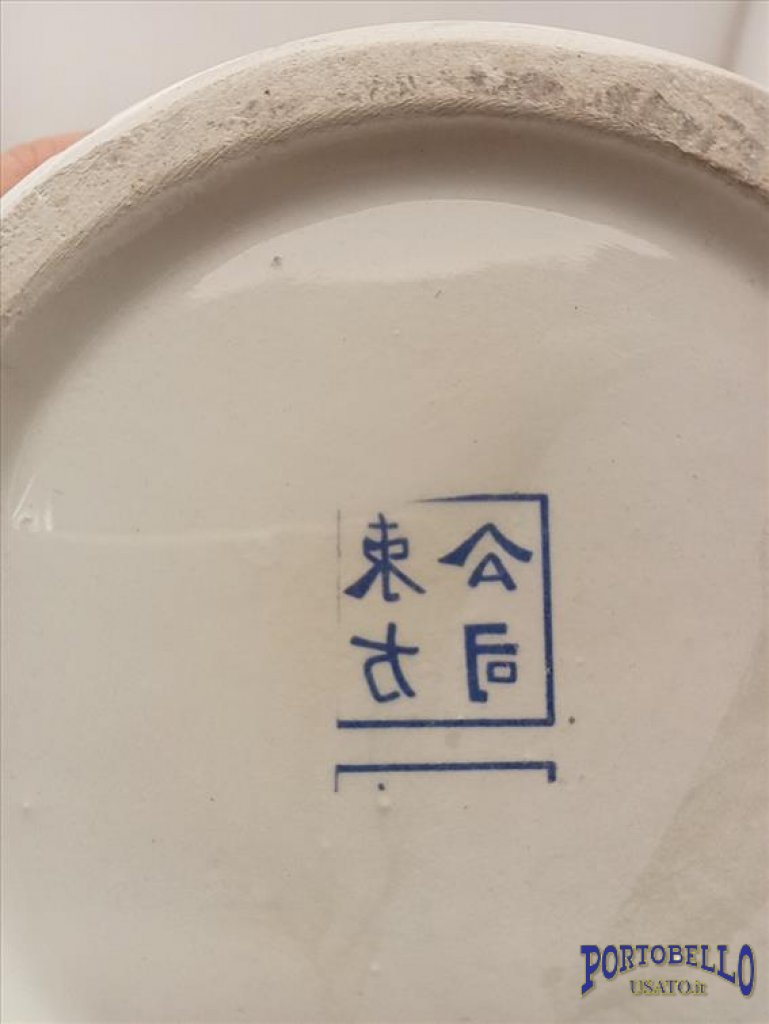 東方
公司
PORTOBELLO
USATO.it